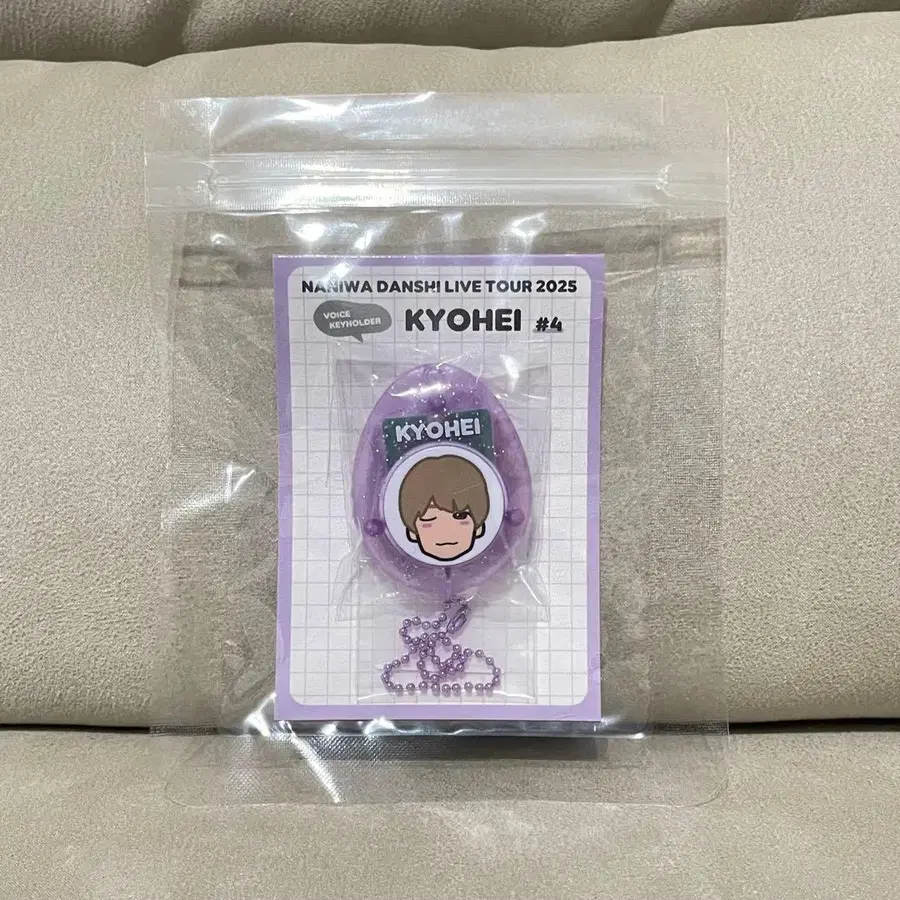 NANIWA DANSHI LIVE TOUR 2025
VOICE
KEYHOLDER
KYOHEI #4
KYOHEI